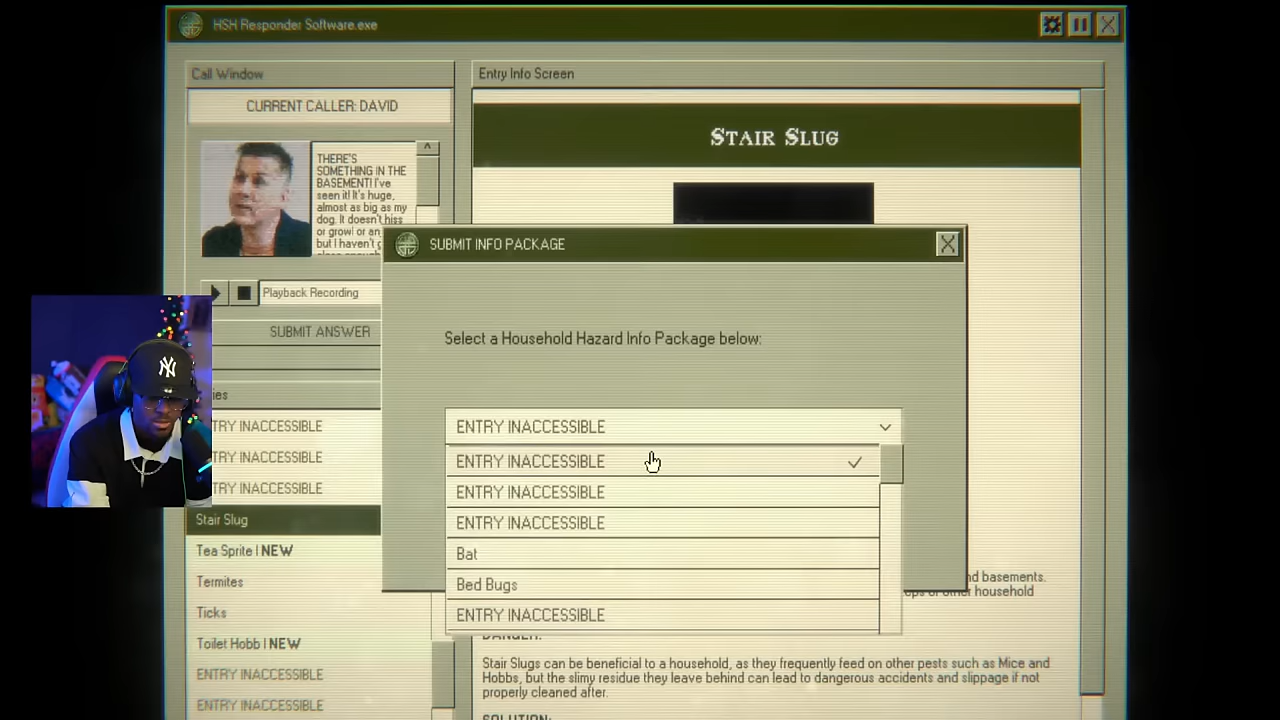 HSH Responder Software.exe
Call Window
CURRENT CALLER: DAVID
THERE'S
SOMETHING IN THE
BASEMENT! I've
seen it! It's huge,
almost as big as my
dog. It doesn't hiss
or growl or an
but I haven't g
Playback Recording
SUBMIT ANSWER
ies
TRY INACCESSIBLE
TRY INACCESSIBLE
TRY INACCESSIBLE
Stair Slug
Tea Sprite | NEW
Termites
Ticks
Toilet Hobb | NEW
ENTRY INACCESSIBLE
ENTRY INACCESSIBLE
Entry Info Screen
STAIR SLUG
SUBMIT INFO PACKAGE
Select a Household Hazard Info Package below:
ENTRY INACCESSIBLE
ENTRY INACCESSIBLE
ENTRY INACCESSIBLE
ENTRY INACCESSIBLE
Bat
Bed Bugs
ENTRY INACCESSIBLE
nd basements.
household
DANGER:
Stair Slugs can be beneficial to a household, as they frequently feed on other pests such as Mice and
Hobbs, but the slimy residue they leave behind can lead to dangerous accidents and slippage if not
properly cleaned after.
SOLUTION: